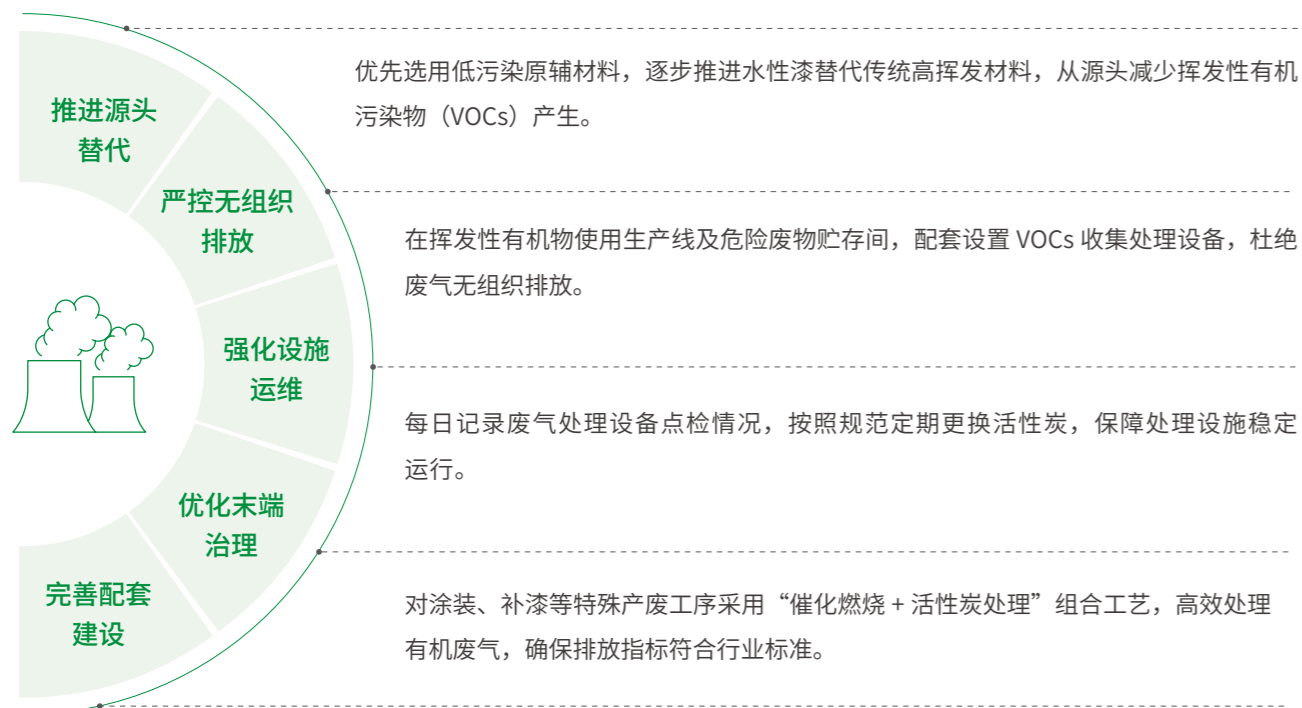 推进源头
替代
优先选用低污染原辅材料，逐步推进水性漆替代传统高挥发材料，从源头减少挥发性有机
污染物（VOCs）产生。
严控无组织
排放
在挥发性有机物使用生产线及危险废物贮存间，配套设置 VOCs 收集处理设备，杜绝
废气无组织排放。
强化设施
运维
每日记录废气处理设备点检情况，按照规范定期更换活性炭，保障处理设施稳定
运行。
优化末端
治理
对涂装、补漆等特殊产废工序采用“催化燃烧 + 活性炭处理”组合工艺，高效处理
有机废气，确保排放指标符合行业标准。
完善配套
建设